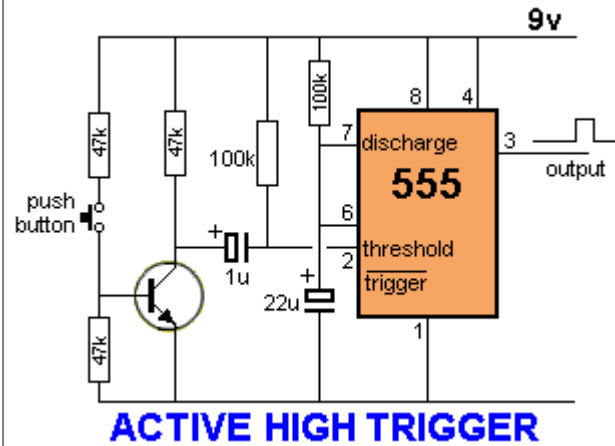 9v
47k
47k
100k
100k
8
4
7
discharge
555
3
output
push
button
6
+
1u
2
threshold
trigger
+
22u
47k
1
ACTIVE HIGH TRIGGER